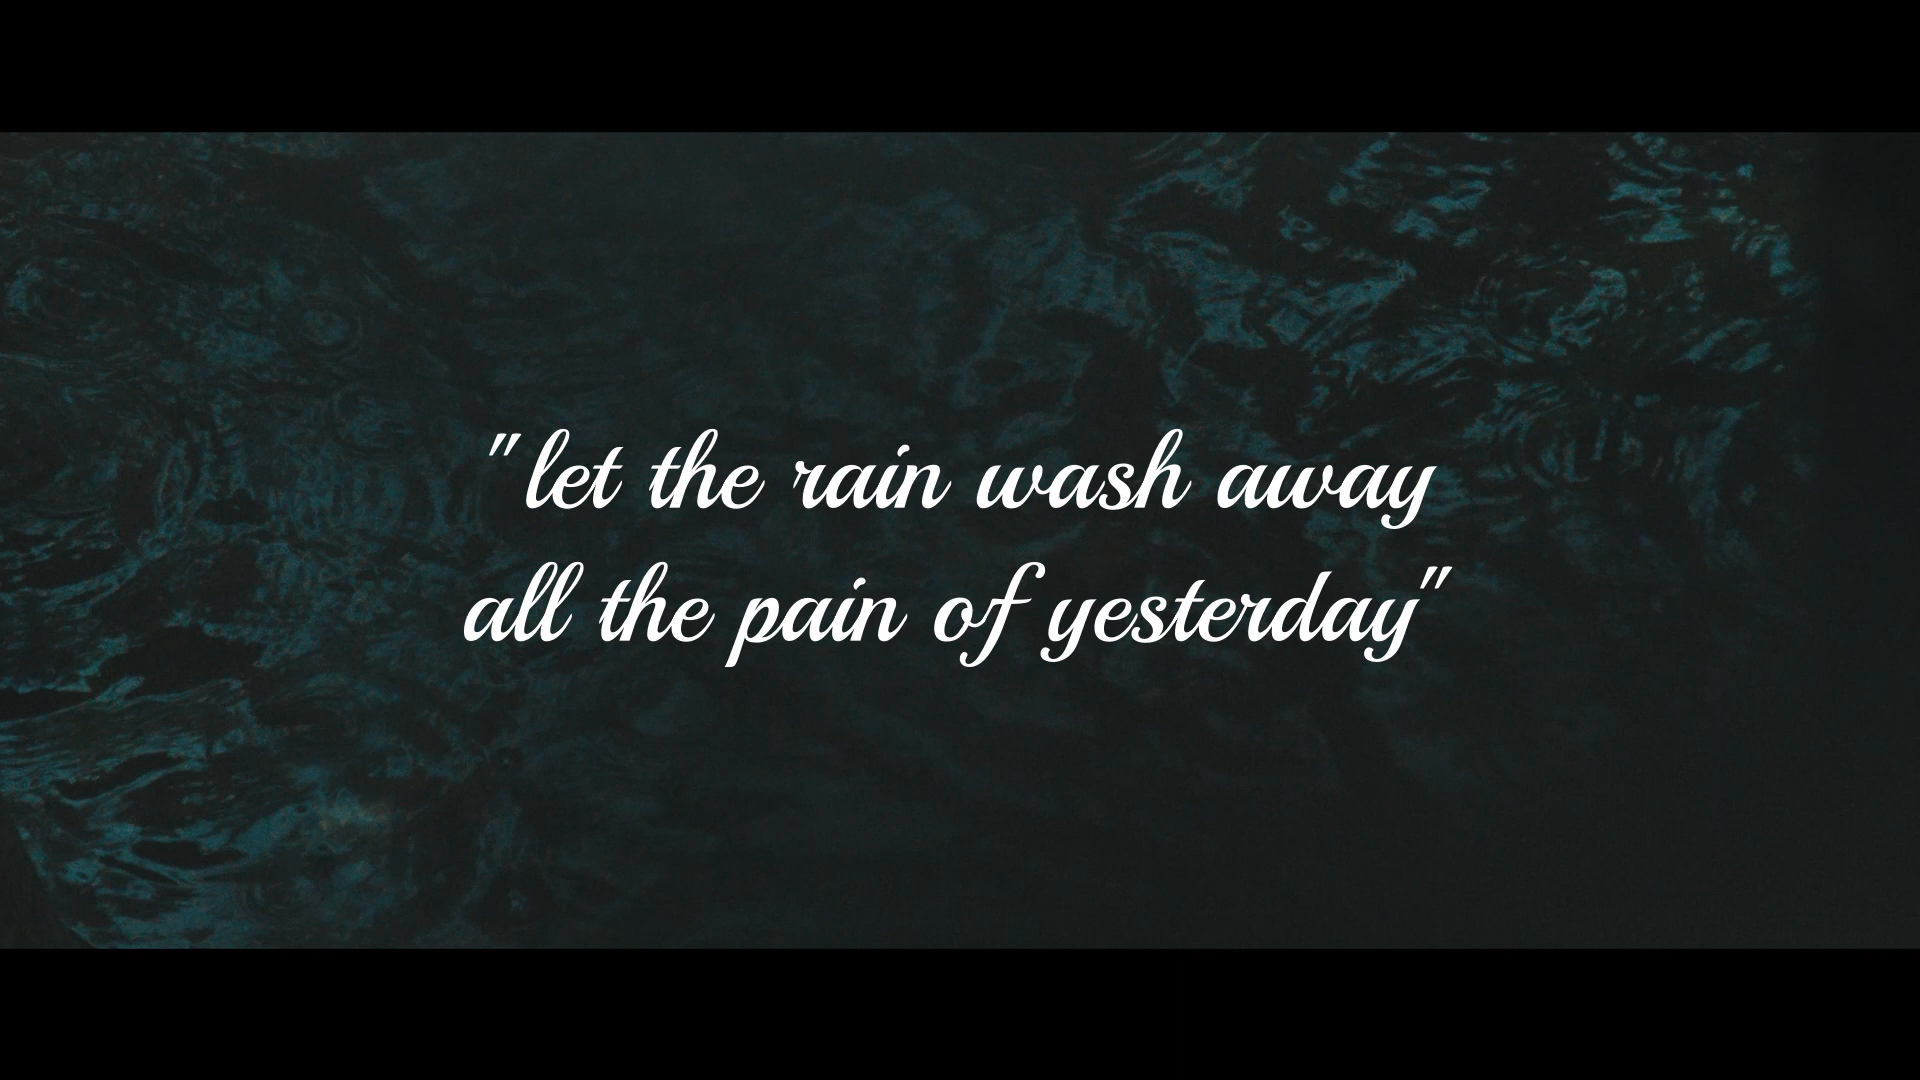 "let the rain wash away
all the pain of yesterday"